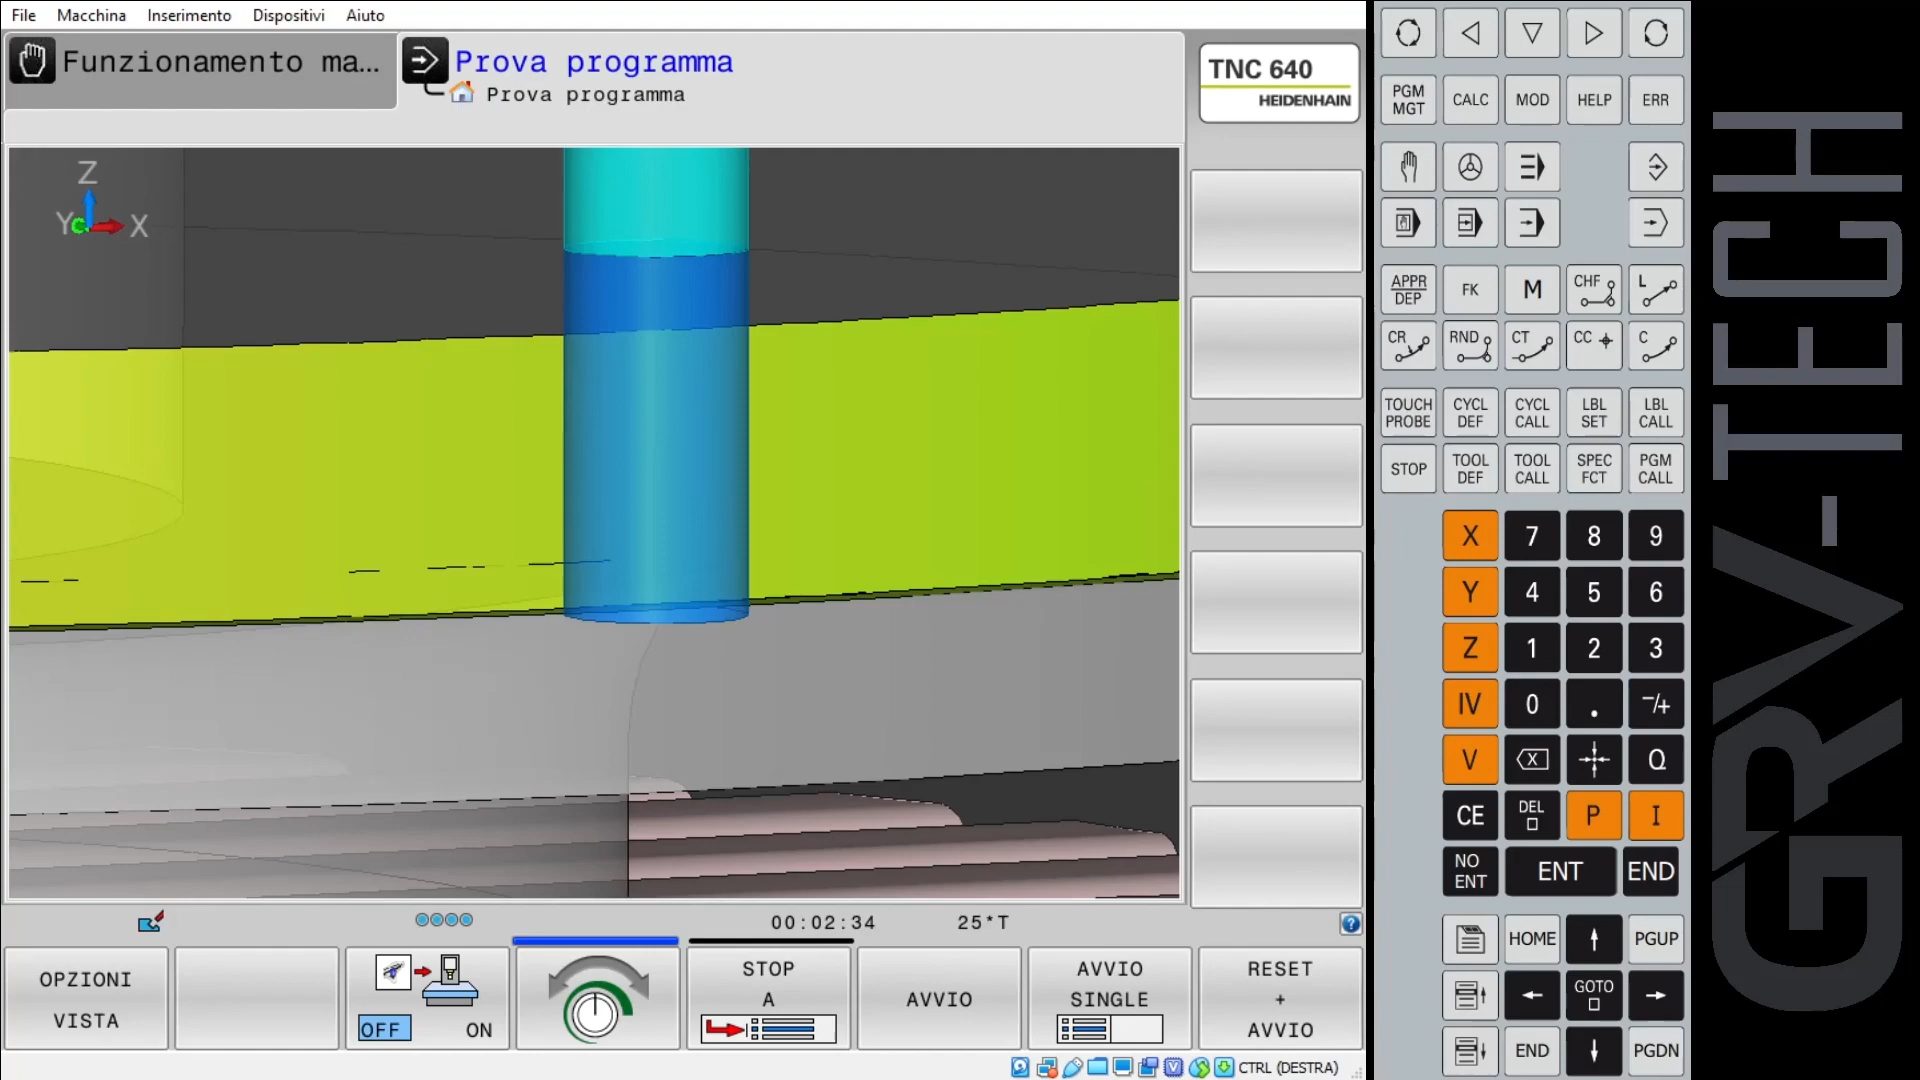 File Macchina Inserimento Dispositivi Aiuto
Funzionamento ma...
Prova programma
Prova programma
TNC 640
HEIDENHAIN
Z
Y X
00:02:34 25*T
OPZIONI
VISTA
OFF ON
STOP
A
AVVIO
AVVIO
SINGLE
RESET
+
AVVIO
CTRL (DESTRA)
PGM
MGT
CALC
MOD
HELP
ERR
APPR
DEP
FK
M
CHF
L
CR
RND
CT
CC
C
TOUCH
PROBE
CYCL
DEF
CYCL
CALL
LBL
SET
LBL
CALL
STOP
TOOL
DEF
TOOL
CALL
SPEC
FCT
PGM
CALL
X 7 8 9
Y 4 5 6
Z 1 2 3
IV 0 . -/+
V X Q
CE
DEL
P I
NO
ENT
ENT
END
HOME
PGUP
GOTO
END
PGDN
GRV-TECH